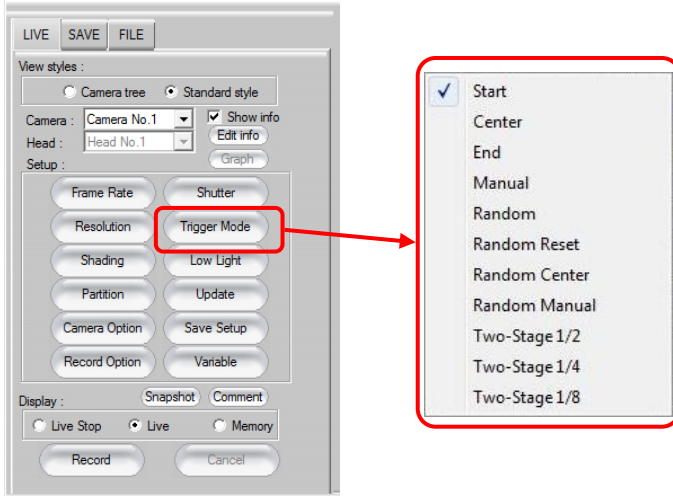 LIVE SAVE FILE
View styles :
Camera tree Standard style
Camera : Camera No.1 Show info
Head : Head No.1 Edit info
Setup : Graph
Frame Rate Shutter
Resolution Trigger Mode
Shading Low Light
Partition Update
Camera Option Save Setup
Record Option Variable
Display : Snapshot Comment
Live Stop Live Memory
Record Cancel
Start
Center
End
Manual
Random
Random Reset
Random Center
Random Manual
Two-Stage 1/2
Two-Stage 1/4
Two-Stage 1/8